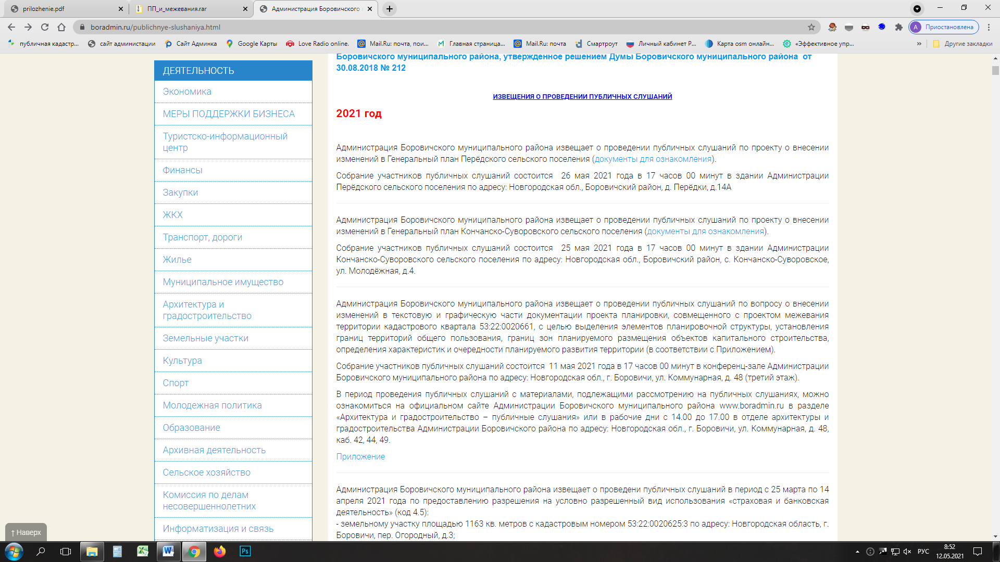 prilozhenie.pdf
ПП_и_межевания.rar
Администрация Боровичского
boradmin.ru/publichnye-slushaniya.html
Приостановлена
публичная кадастр...
сайт администации
Сайт Админка
Google Карты
Love Radio online.
Mail.Ru: почта, пои...
Главная страница...
Mail.Ru: почта
Смартроут
Личный кабинет Р...
Карта osm онлайн...
«Эффективное упр...
»
Другие закладки
ДЕЯТЕЛЬНОСТЬ
Экономика
МЕРЫ ПОДДЕРЖКИ БИЗНЕСА
Туристско-информационный
центр
Финансы
Закупки
ЖКХ
Транспорт, дороги
Жилье
Муниципальное имущество
Архитектура и
градостроительство
Земельные участки
Культура
Спорт
Молодежная политика
Образование
Архивная деятельность
Сельское хозяйство
Комиссия по делам
несовершеннолетних
Информатизация и связь
Боровичского муниципального района, утвержденное решением Думы Боровичского муниципального района от
30.08.2018 № 212
ИЗВЕЩЕНИЯ О ПРОВЕДЕНИИ ПУБЛИЧНЫХ СЛУШАНИЙ
2021 год
Администрация Боровичского муниципального района извещает о проведении публичных слушаний по проекту о внесении
изменений в Генеральный план Перёдского сельского поселения (документы для ознакомления).
Собрание участников публичных слушаний состоится 26 мая 2021 года в 17 часов 00 минут в здании Администрации
Перёдского сельского поселения по адресу: Новгородская обл., Боровичский район, д. Перёдки, д.14А
Администрация Боровичского муниципального района извещает о проведении публичных слушаний по проекту о внесении
изменений в Генеральный план Кончанско-Суворовского сельского поселения (документы для ознакомления).
Собрание участников публичных слушаний состоится 25 мая 2021 года в 17 часов 00 минут в здании Администрации
Кончанско-Суворовского сельского поселения по адресу: Новгородская обл., Боровичский район, с. Кончанско-Суворовское,
ул. Молодёжная, д.4.
Администрация Боровичского муниципального района извещает о проведении публичных слушаний по вопросу о внесении
изменений в текстовую и графическую части документации проекта планировки, совмещенного с проектом межевания
территории кадастрового квартала 53:22:0020661, с целью выделения элементов планировочной структуры, установления
границ территорий общего пользования, границ зон планируемого размещения объектов капитального строительства,
определения характеристик и очередности планируемого развития территории (в соответствии с Приложением).
Собрание участников публичных слушаний состоится 11 мая 2021 года в 17 часов 00 минут в конференц-зале Администрации
Боровичского муниципального района по адресу: Новгородская обл., г. Боровичи, ул. Коммунарная, д. 48 (третий этаж).
В период проведения публичных слушаний с материалами, подлежащими рассмотрению на публичных слушаниях, можно
ознакомиться на официальном сайте Администрации Боровичского муниципального района www.boradmin.ru в разделе
«Архитектура и градостроительство – публичные слушания» или в рабочие дни с 14.00 до 17.00 в отделе архитектуры и
градостроительства Администрации Боровичского района по адресу: Новгородская обл., г. Боровичи, ул. Коммунарная, д. 48,
каб. 42, 44, 49.
Приложение
Администрация Боровичского муниципального района извещает о проведени публичных слушаний в период с 25 марта по 14
апреля 2021 года по предоставлению разрешения на условно разрешенный вид использования «страховая и банковская
деятельность» (код 4.5):
- земельному участку площадью 1163 кв. метров с кадастровым номером 53:22:0020625:3 по адресу: Новгородская область, г.
Боровичи, пер. Огородный, д.3;
↑ Наверх
РУС
8:52
12.05.2021